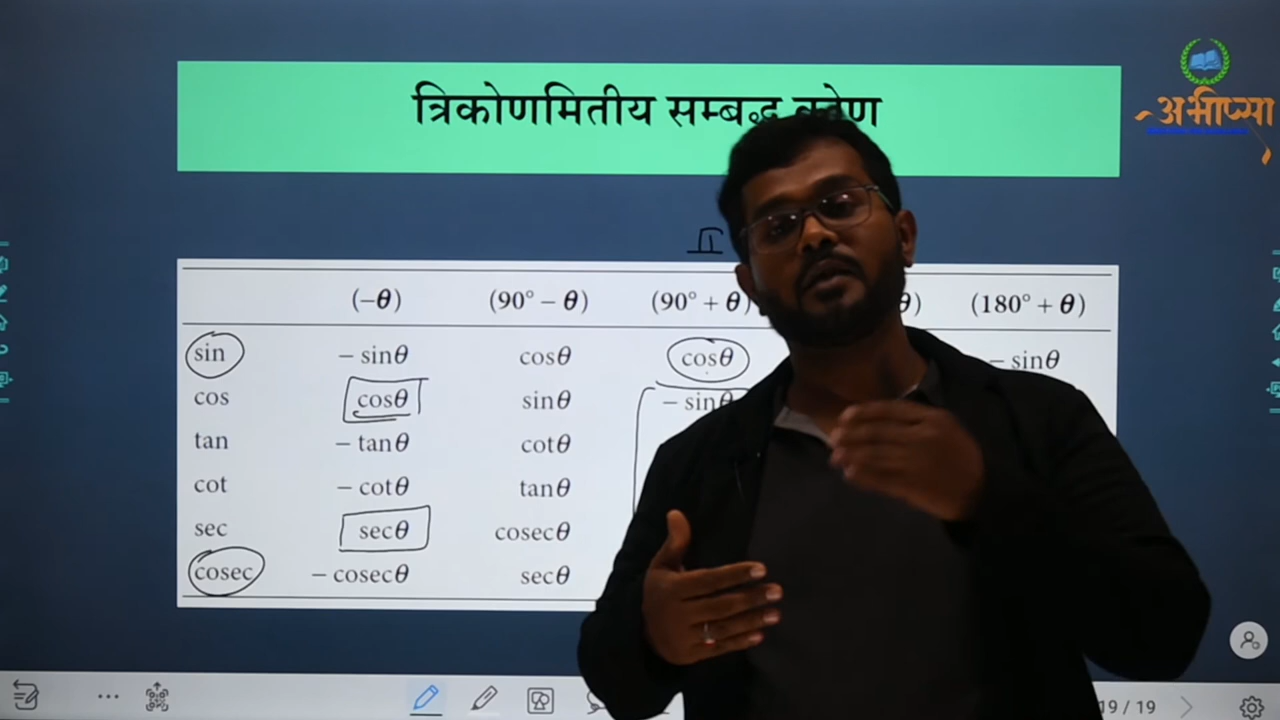 त्रिकोणमितीय सम्बद्ध कोण
अभीप्सा
II
(−θ) (90° − θ) (90° + θ) θ) (180° + θ)
sin − sinθ cosθ cosθ − sinθ
cos cosθ sinθ − sinθ
tan − tanθ cotθ
cot − cotθ tanθ
sec secθ cosecθ
cosec − cosecθ secθ
19 / 19